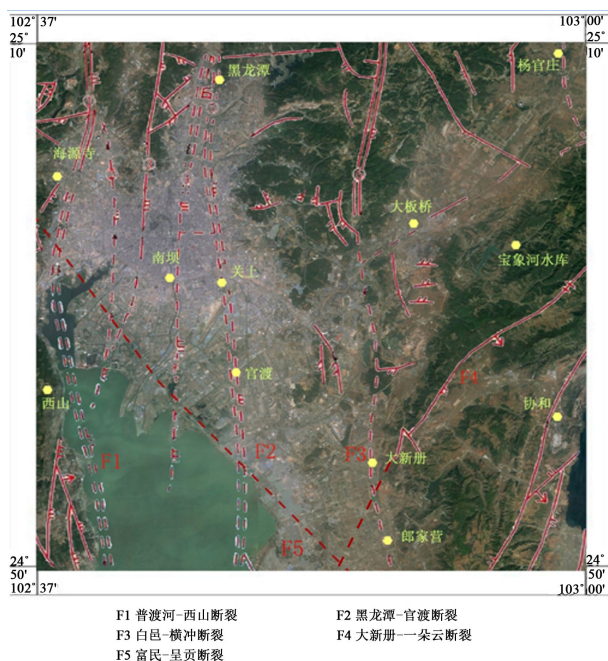 102° 37' 103° 00'
25° 10' 25° 10'
黑龙潭
杨官庄
海源寺
大板桥
宝象河水库
南坝
关上
官渡
F4
西山
协和
F1
F2
F3
大新册
郎家营
F5
24° 50' 24° 50'
102° 37' 103° 00'
F1 普渡河-西山断裂 F2 黑龙潭-官渡断裂
F3 白邑-横冲断裂 F4 大新册-一朵云断裂
F5 富民-呈贡断裂